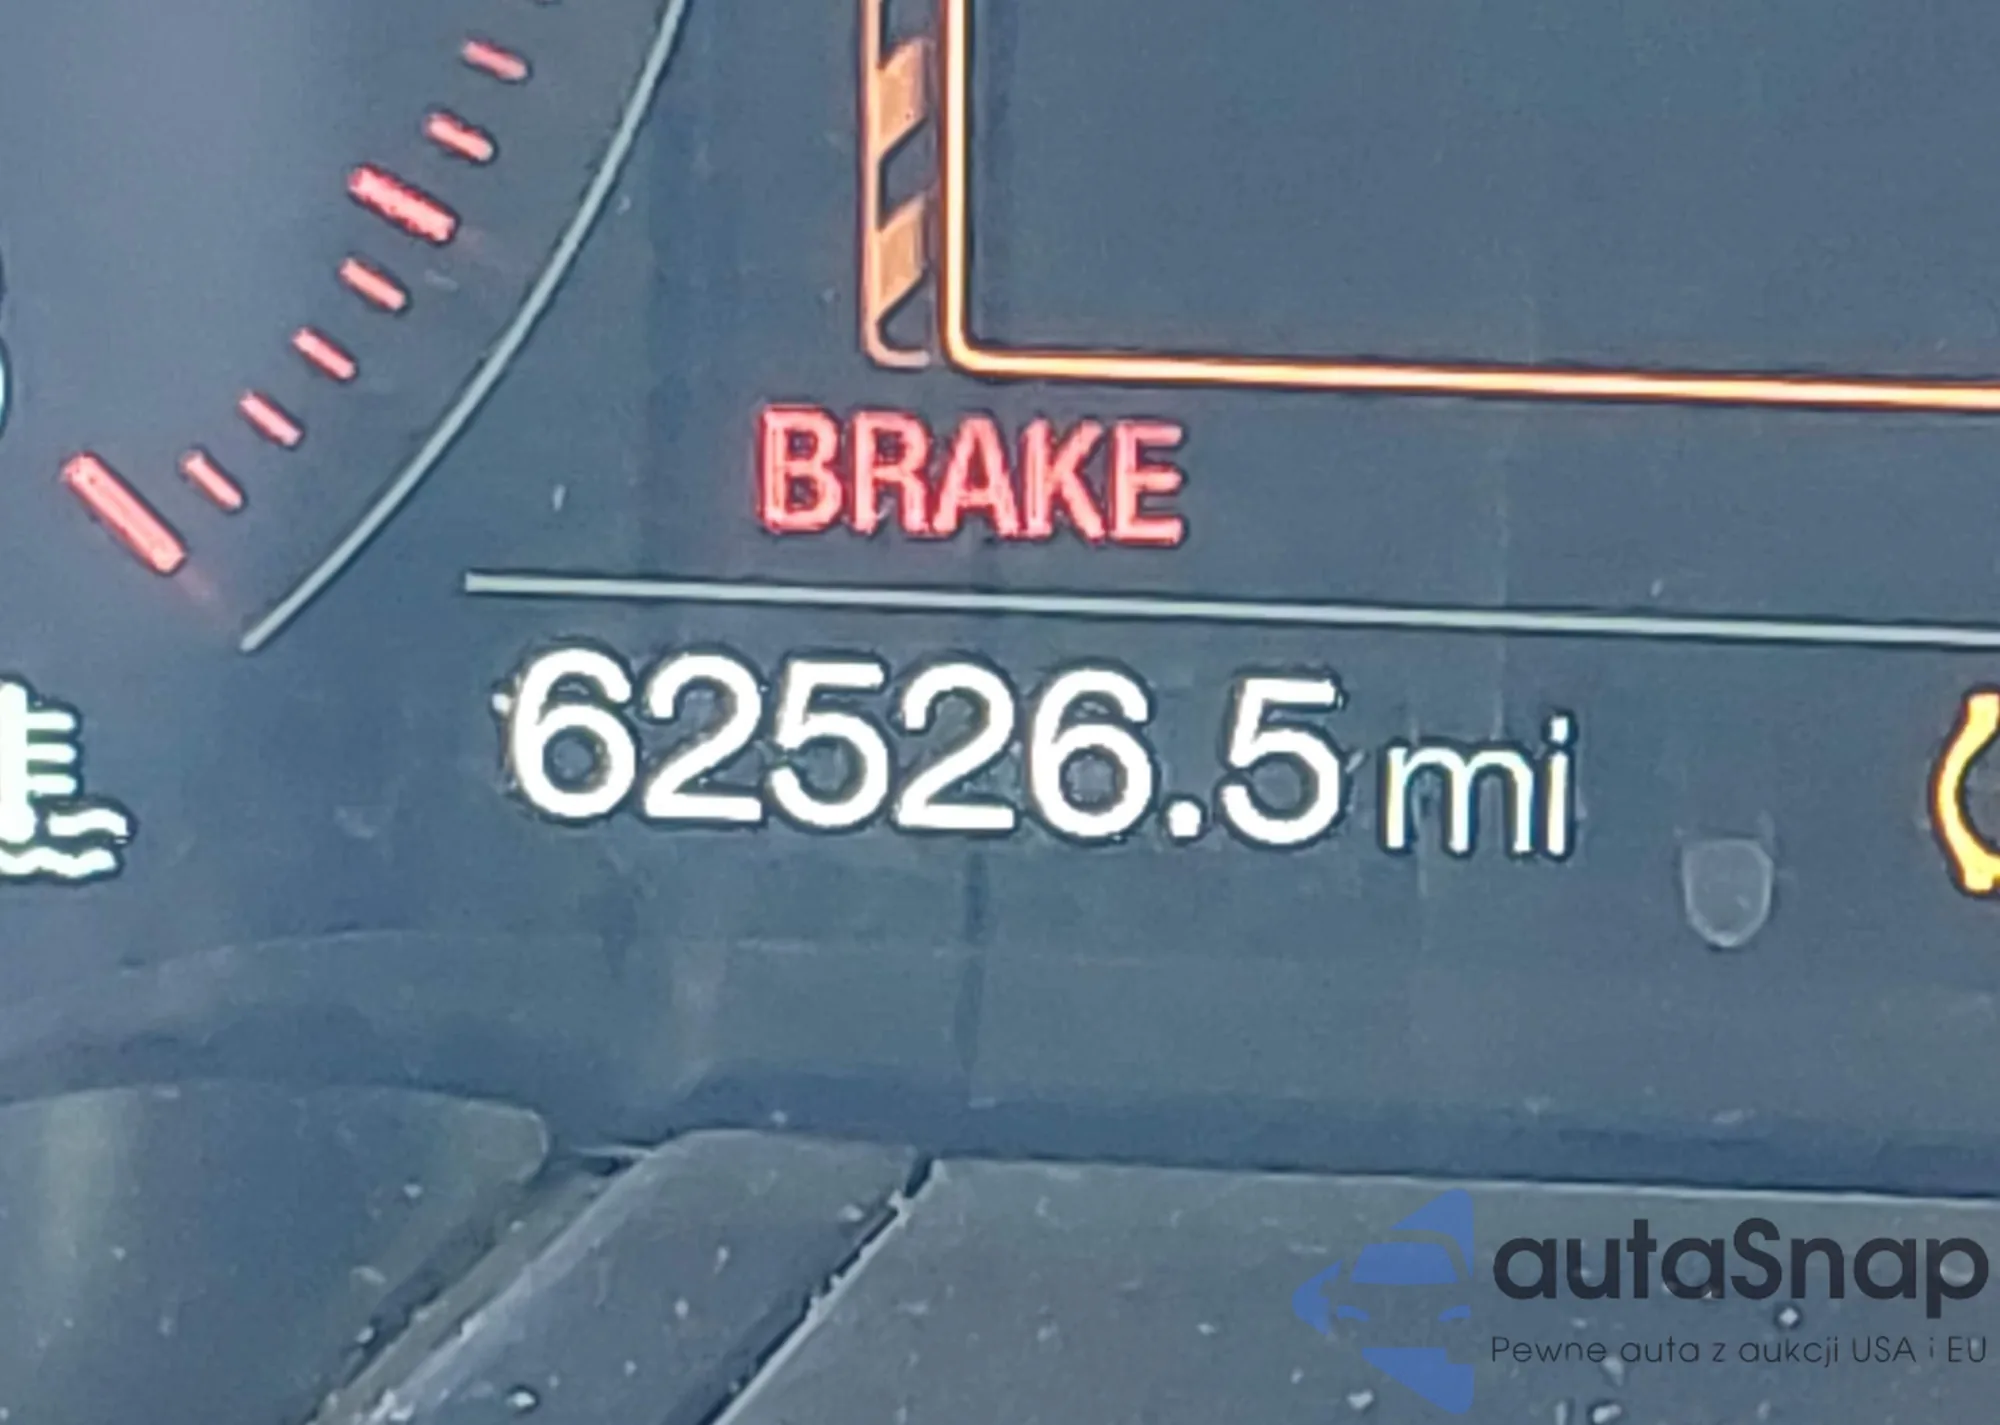 BRAKE
62526.5 mi
autaSnap
Pewne auta z aukcji USA i EU